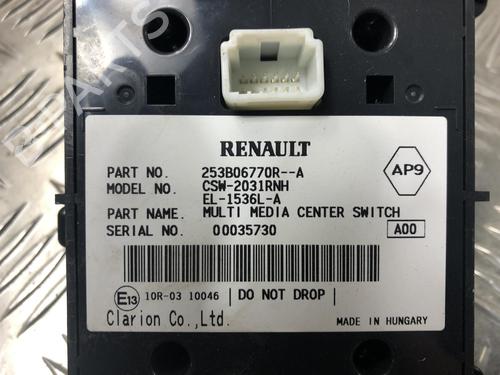 B PARTS
RENAULT
PART NO. 253B06770R--A
MODEL NO. CSW-2031RNH
EL-1536L-A
PART NAME. MULTI MEDIA CENTER SWITCH
SERIAL NO. 00035730 A00
AP9
E13 10R-03 10046 | DO NOT DROP |
Clarion Co.,Ltd. MADE IN HUNGARY